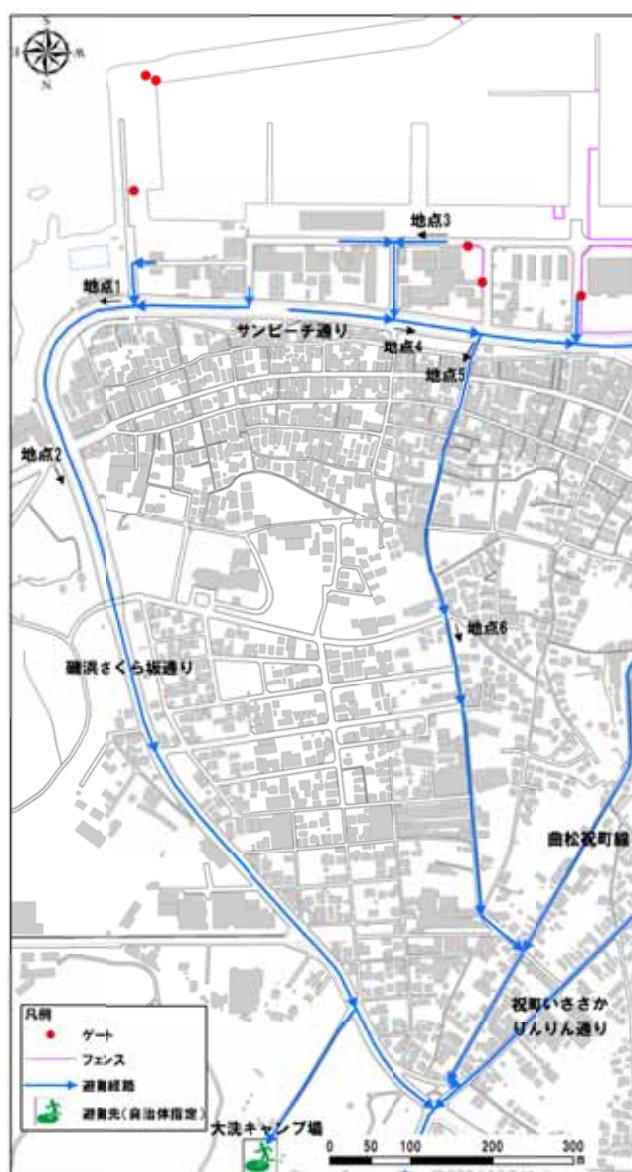 N
地点3
地点1
サンビーチ通り
地点4
地点5
地点2
地点6
磯浜さくら坂通り
曲松祝町線
祝町いささか
りんりん通り
凡例
ゲート
フェンス
避難経路
避難先(自治体指定)
大洗キャンプ場
0 50 100 200 300
m